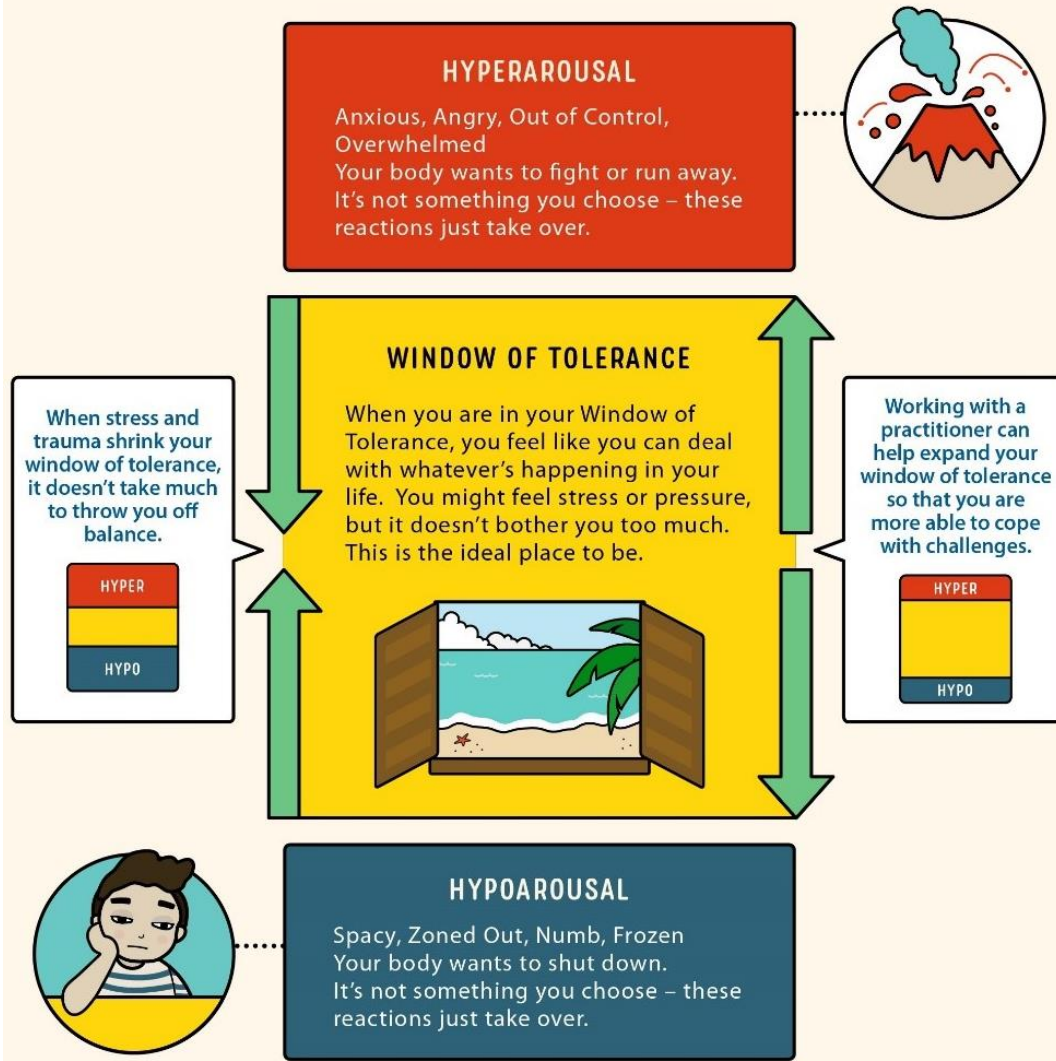 HYPERAROUSAL
Anxious, Angry, Out of Control,
Overwhelmed
Your body wants to fight or run away.
It’s not something you choose – these
reactions just take over.
WINDOW OF TOLERANCE
When you are in your Window of
Tolerance, you feel like you can deal
with whatever’s happening in your
life.  You might feel stress or pressure,
but it doesn’t bother you too much.
This is the ideal place to be.
When stress and
trauma shrink your
window of tolerance,
it doesn’t take much
to throw you off
balance.
HYPER
HYPO
Working with a
practitioner can
help expand your
window of tolerance
so that you are
more able to cope
with challenges.
HYPER
HYPO
HYPOAROUSAL
Spacy, Zoned Out, Numb, Frozen
Your body wants to shut down.
It’s not something you choose – these
reactions just take over.